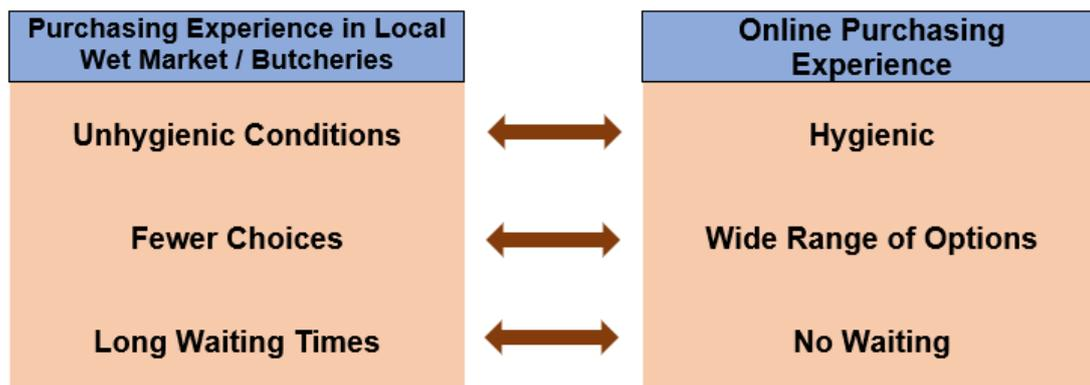 Purchasing Experience in Local
Wet Market / Butcheries
Online Purchasing
Experience
Unhygienic Conditions
Hygienic
Fewer Choices
Wide Range of Options
Long Waiting Times
No Waiting